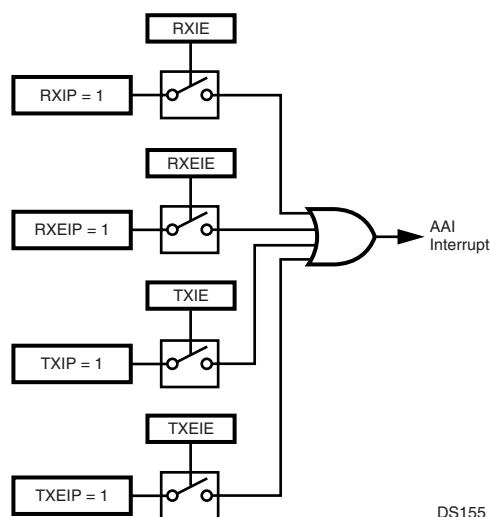 RXIE
RXIP = 1
RXEIE
RXEIP = 1
AAI
Interrupt
TXIE
TXIP = 1
TXEIE
TXEIP = 1
DS155